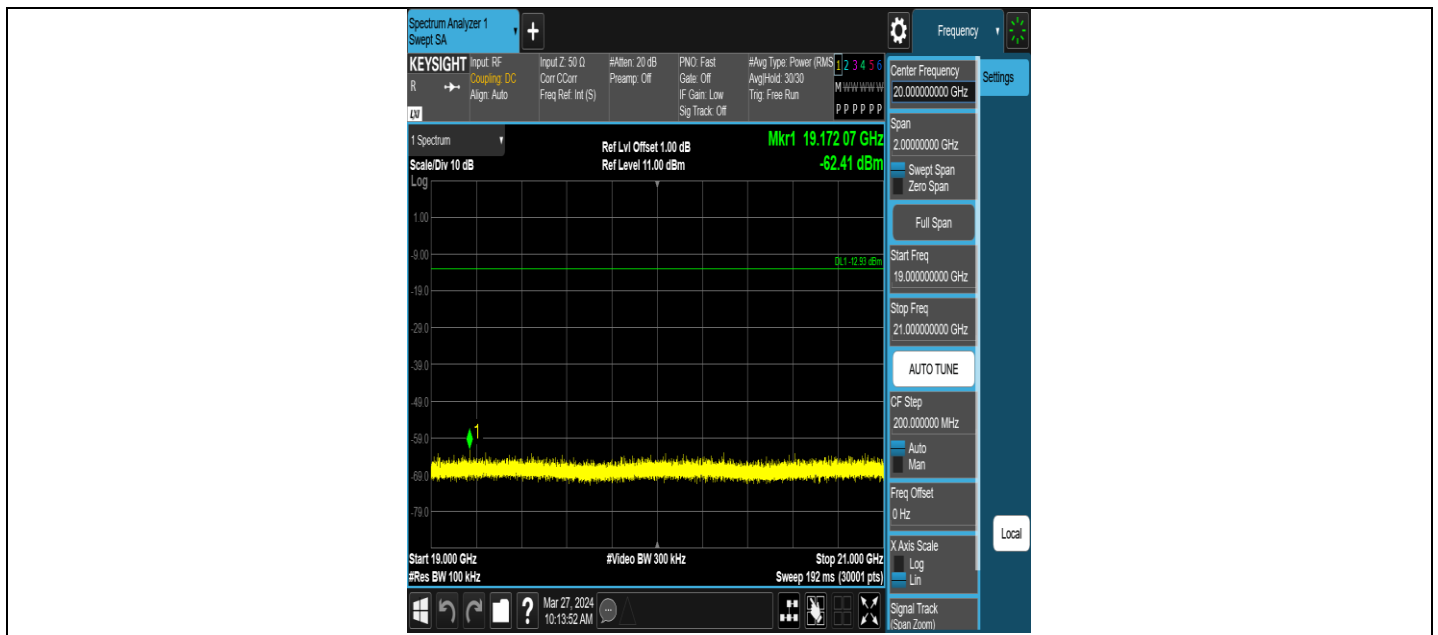 Spectrum Analyzer 1
Swept SA
+
Frequency
KEYSIGHT
R
LXI
Input: RF
Coupling: DC
Align: Auto
Input Z: 50 Ω
Corr CCorr
Freq Ref: Int (S)
#Atten: 20 dB
Preamp: Off
PNO: Fast
Gate: Off
IF Gain: Low
Sig Track: Off
#Avg Type: Power (RMS
Avg|Hold: 30/30
Trig: Free Run
1 2 3 4 5 6
M W W W W W
P P P P P P
1 Spectrum
Scale/Div 10 dB
Log
Ref Lvl Offset 1.00 dB
Ref Level 11.00 dBm
Mkr1 19.172 07 GHz
-62.41 dBm
1.00
-9.00
DL1 -12.93 dBm
-19.0
-29.0
-39.0
-49.0
-59.0
1
-69.0
-79.0
Start 19.000 GHz
#Res BW 100 kHz
#Video BW 300 kHz
Stop 21.000 GHz
Sweep 192 ms (30001 pts)
Mar 27, 2024
10:13:52 AM
?
Center Frequency
20.000000000 GHz
Settings
Span
2.00000000 GHz
Swept Span
Zero Span
Full Span
Start Freq
19.000000000 GHz
Stop Freq
21.000000000 GHz
AUTO TUNE
CF Step
200.000000 MHz
Auto
Man
Freq Offset
0 Hz
X Axis Scale
Log
Lin
Local
Signal Track
(Span Zoom)